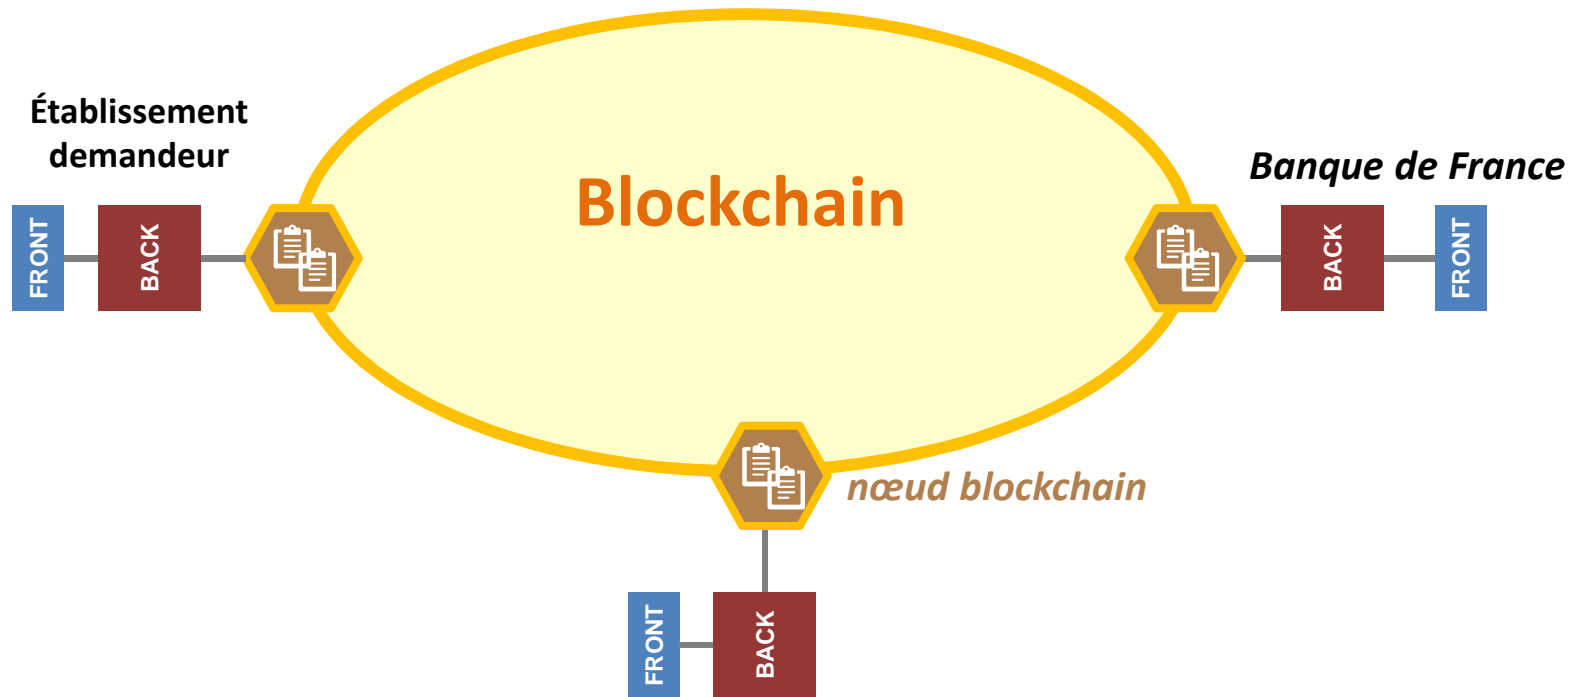 Établissement
demandeur
Banque de France
Blockchain
FRONT
BACK
BACK
FRONT
nœud blockchain
FRONT
BACK